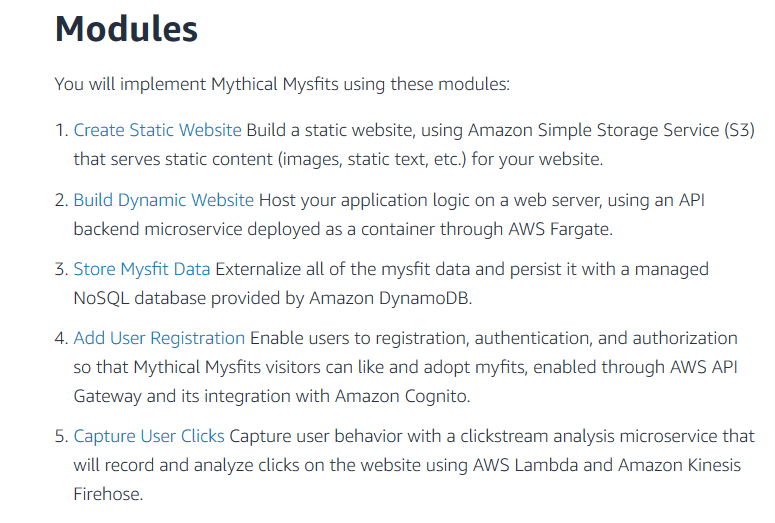 Modules
You will implement Mythical Mysfits using these modules:
1. Create Static Website Build a static website, using Amazon Simple Storage Service (S3)
that serves static content (images, static text, etc.) for your website.
2. Build Dynamic Website Host your application logic on a web server, using an API
backend microservice deployed as a container through AWS Fargate.
3. Store Mysfit Data Externalize all of the mysfit data and persist it with a managed
NoSQL database provided by Amazon DynamoDB.
4. Add User Registration Enable users to registration, authentication, and authorization
so that Mythical Mysfits visitors can like and adopt myfits, enabled through AWS API
Gateway and its integration with Amazon Cognito.
5. Capture User Clicks Capture user behavior with a clickstream analysis microservice that
will record and analyze clicks on the website using AWS Lambda and Amazon Kinesis
Firehose.